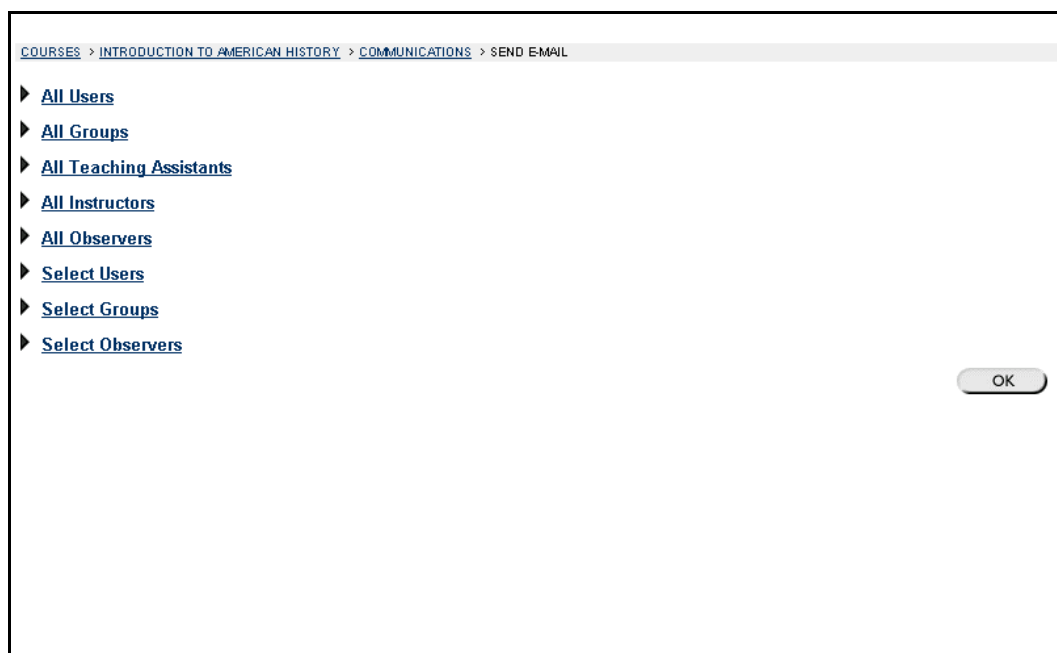 COURSES > INTRODUCTION TO AMERICAN HISTORY > COMMUNICATIONS > SEND E-MAIL
All Users
All Groups
All Teaching Assistants
All Instructors
All Observers
Select Users
Select Groups
Select Observers
OK